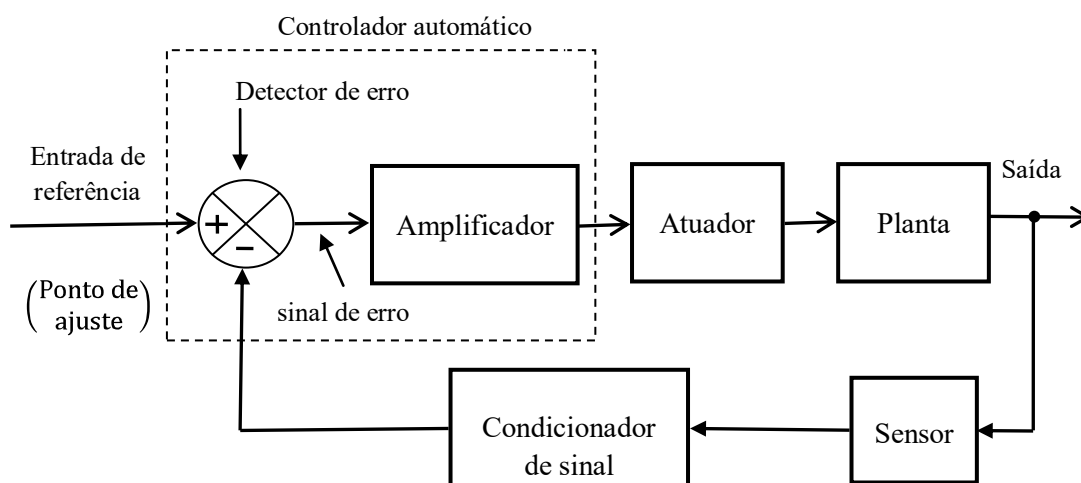 Controlador automático
Detector de erro
Entrada de
referência
(Ponto de
ajuste)
+
−
sinal de erro
Amplificador
Atuador
Planta
Saída
Condicionador
de sinal
Sensor